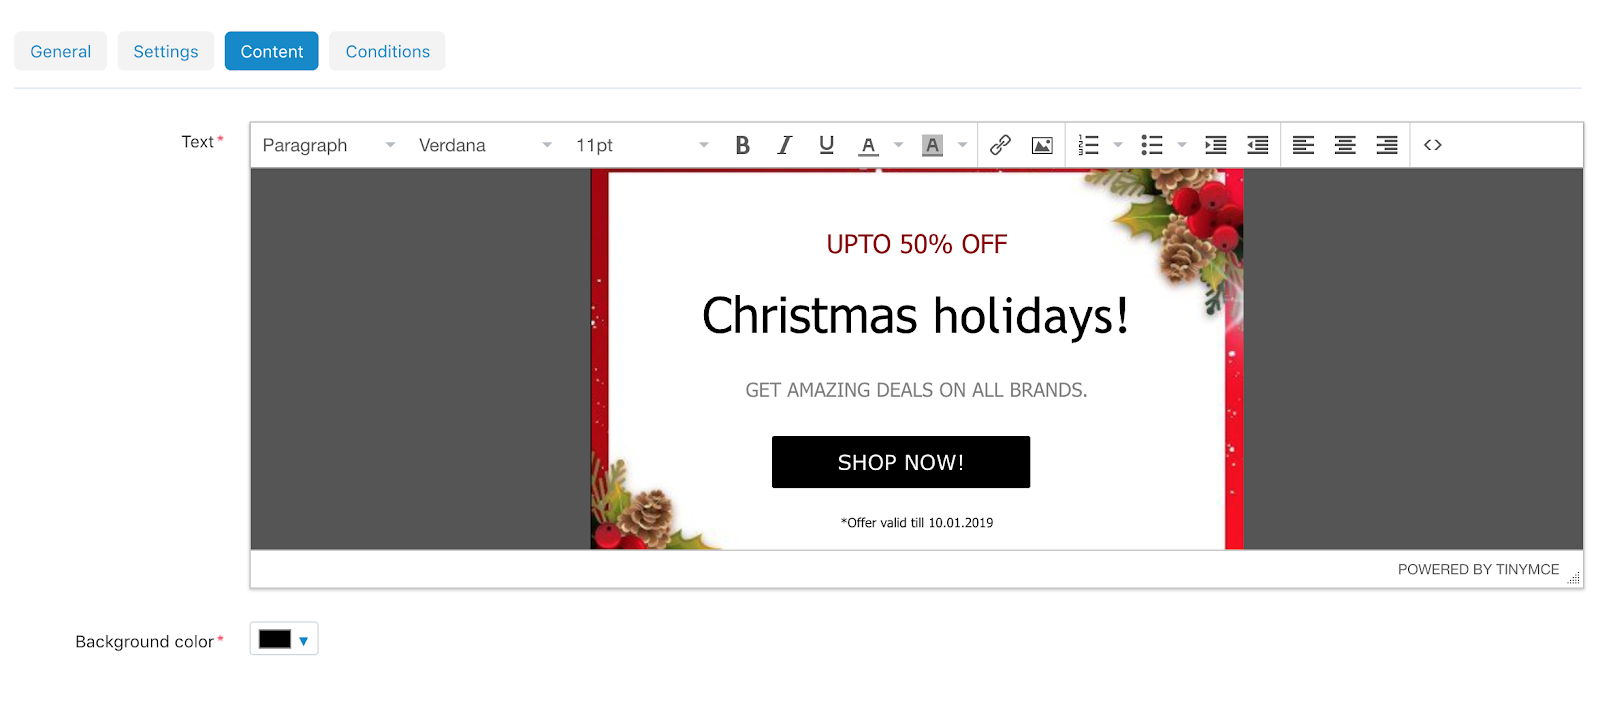 General Settings Content Conditions
Text*
Paragraph Verdana 11pt B I U A A
UPTO 50% OFF
Christmas holidays!
GET AMAZING DEALS ON ALL BRANDS.
SHOP NOW!
*Offer valid till 10.01.2019
POWERED BY TINYMCE
Background color*